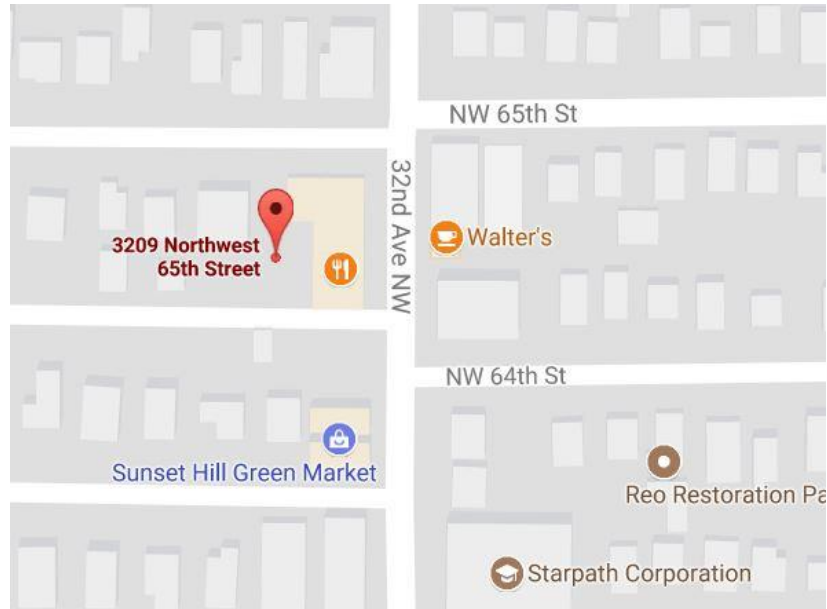 NW 65th St
32nd Ave NW
3209 Northwest
65th Street
Walter's
NW 64th St
Sunset Hill Green Market
Reo Restoration Pa
Starpath Corporation